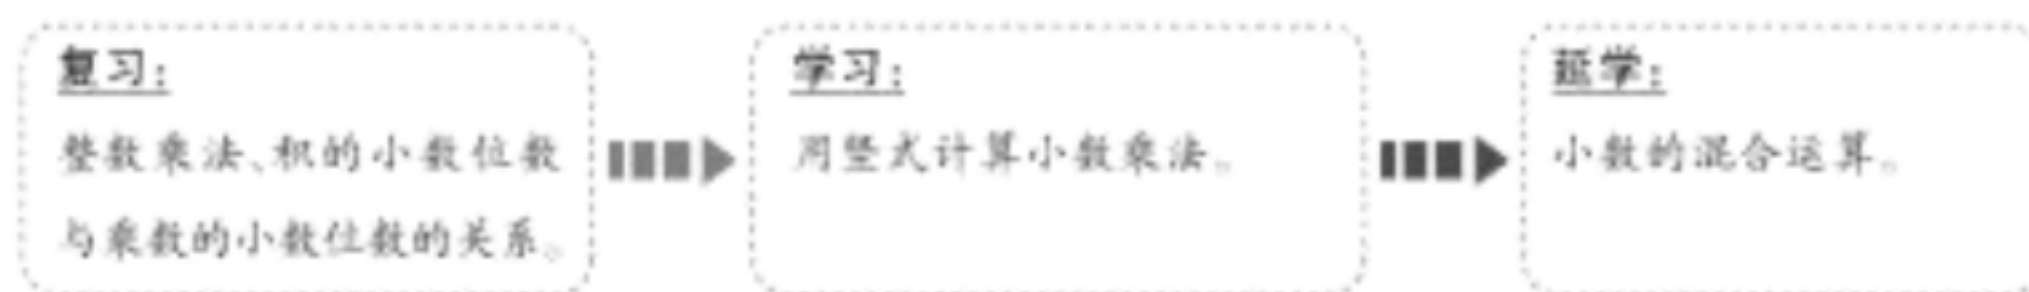 复习：
整数乘法、积的小数位数
与乘数的小数位数的关系。
学习：
用竖式计算小数乘法。
延学：
小数的混合运算。